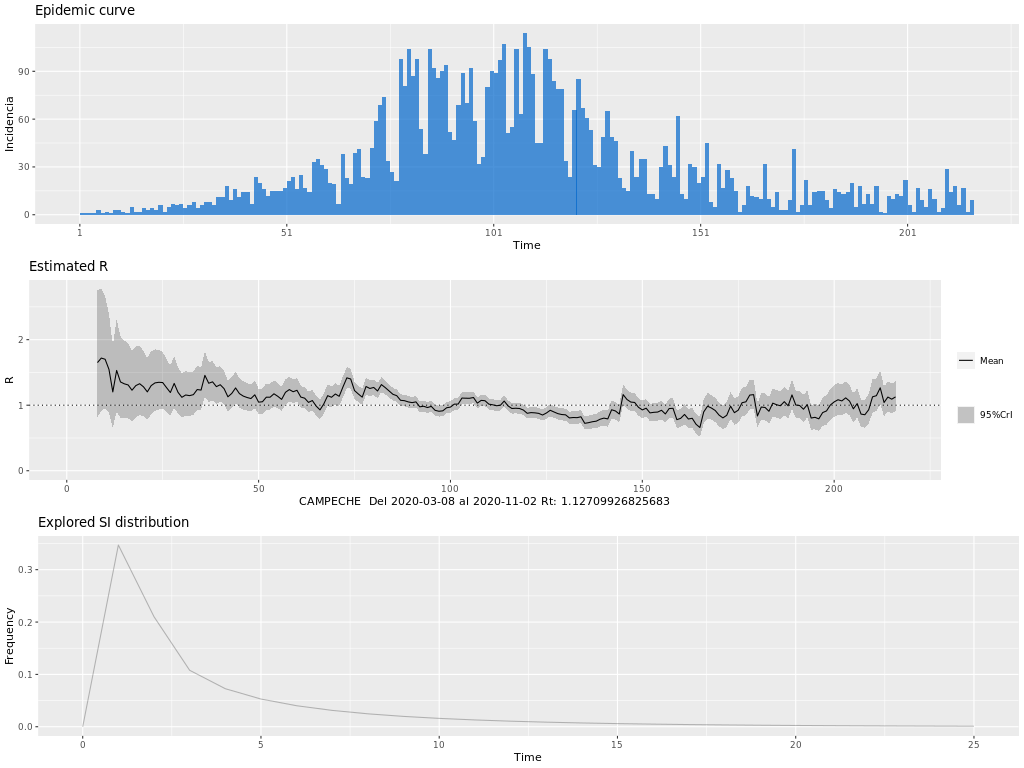 Epidemic curve
Incidencia
90
60
30
0
1
51
101
151
201
Time
Estimated R
R
2
1
0
0
50
100
150
200
Mean
95%CrI
CAMPECHE  Del 2020-03-08 al 2020-11-02 Rt: 1.12709926825683
Explored SI distribution
Frequency
0.3
0.2
0.1
0.0
0
5
10
15
20
25
Time